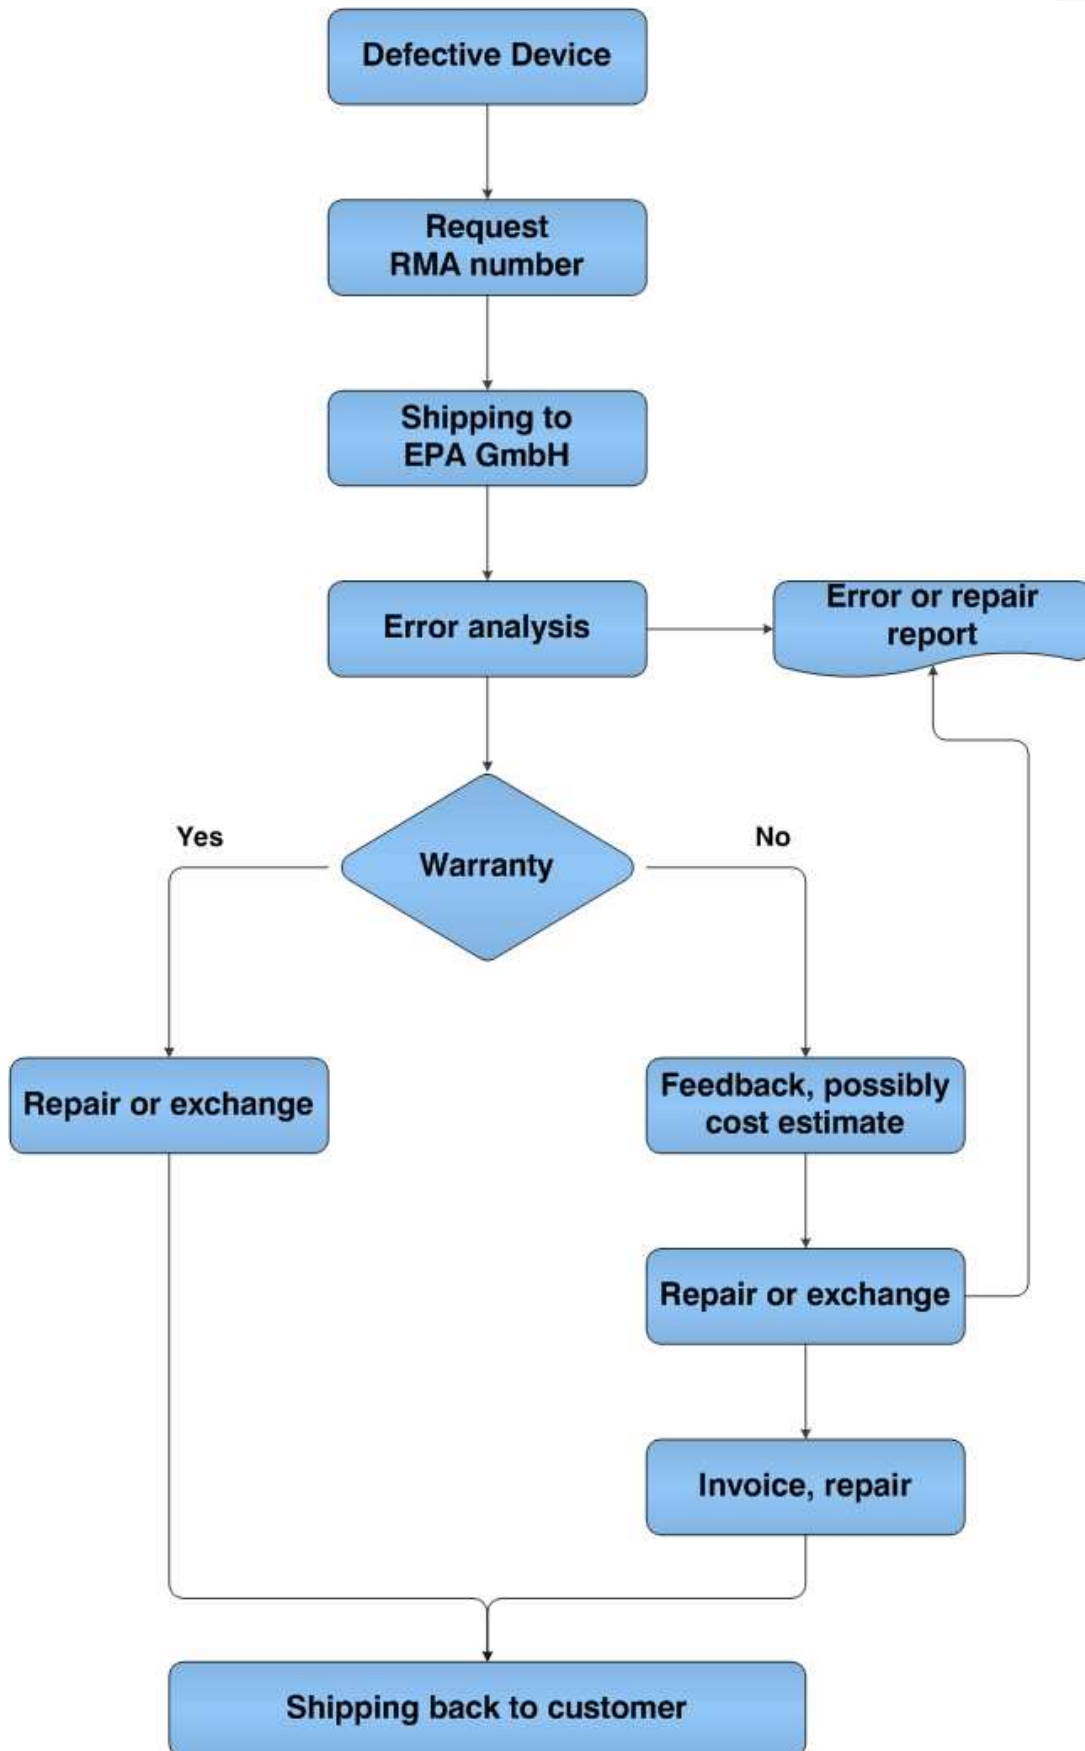 Defective Device
Request
RMA number
Shipping to
EPA GmbH
Error analysis
Error or repair
report
Yes
Warranty
No
Repair or exchange
Feedback, possibly
cost estimate
Repair or exchange
Invoice, repair
Shipping back to customer